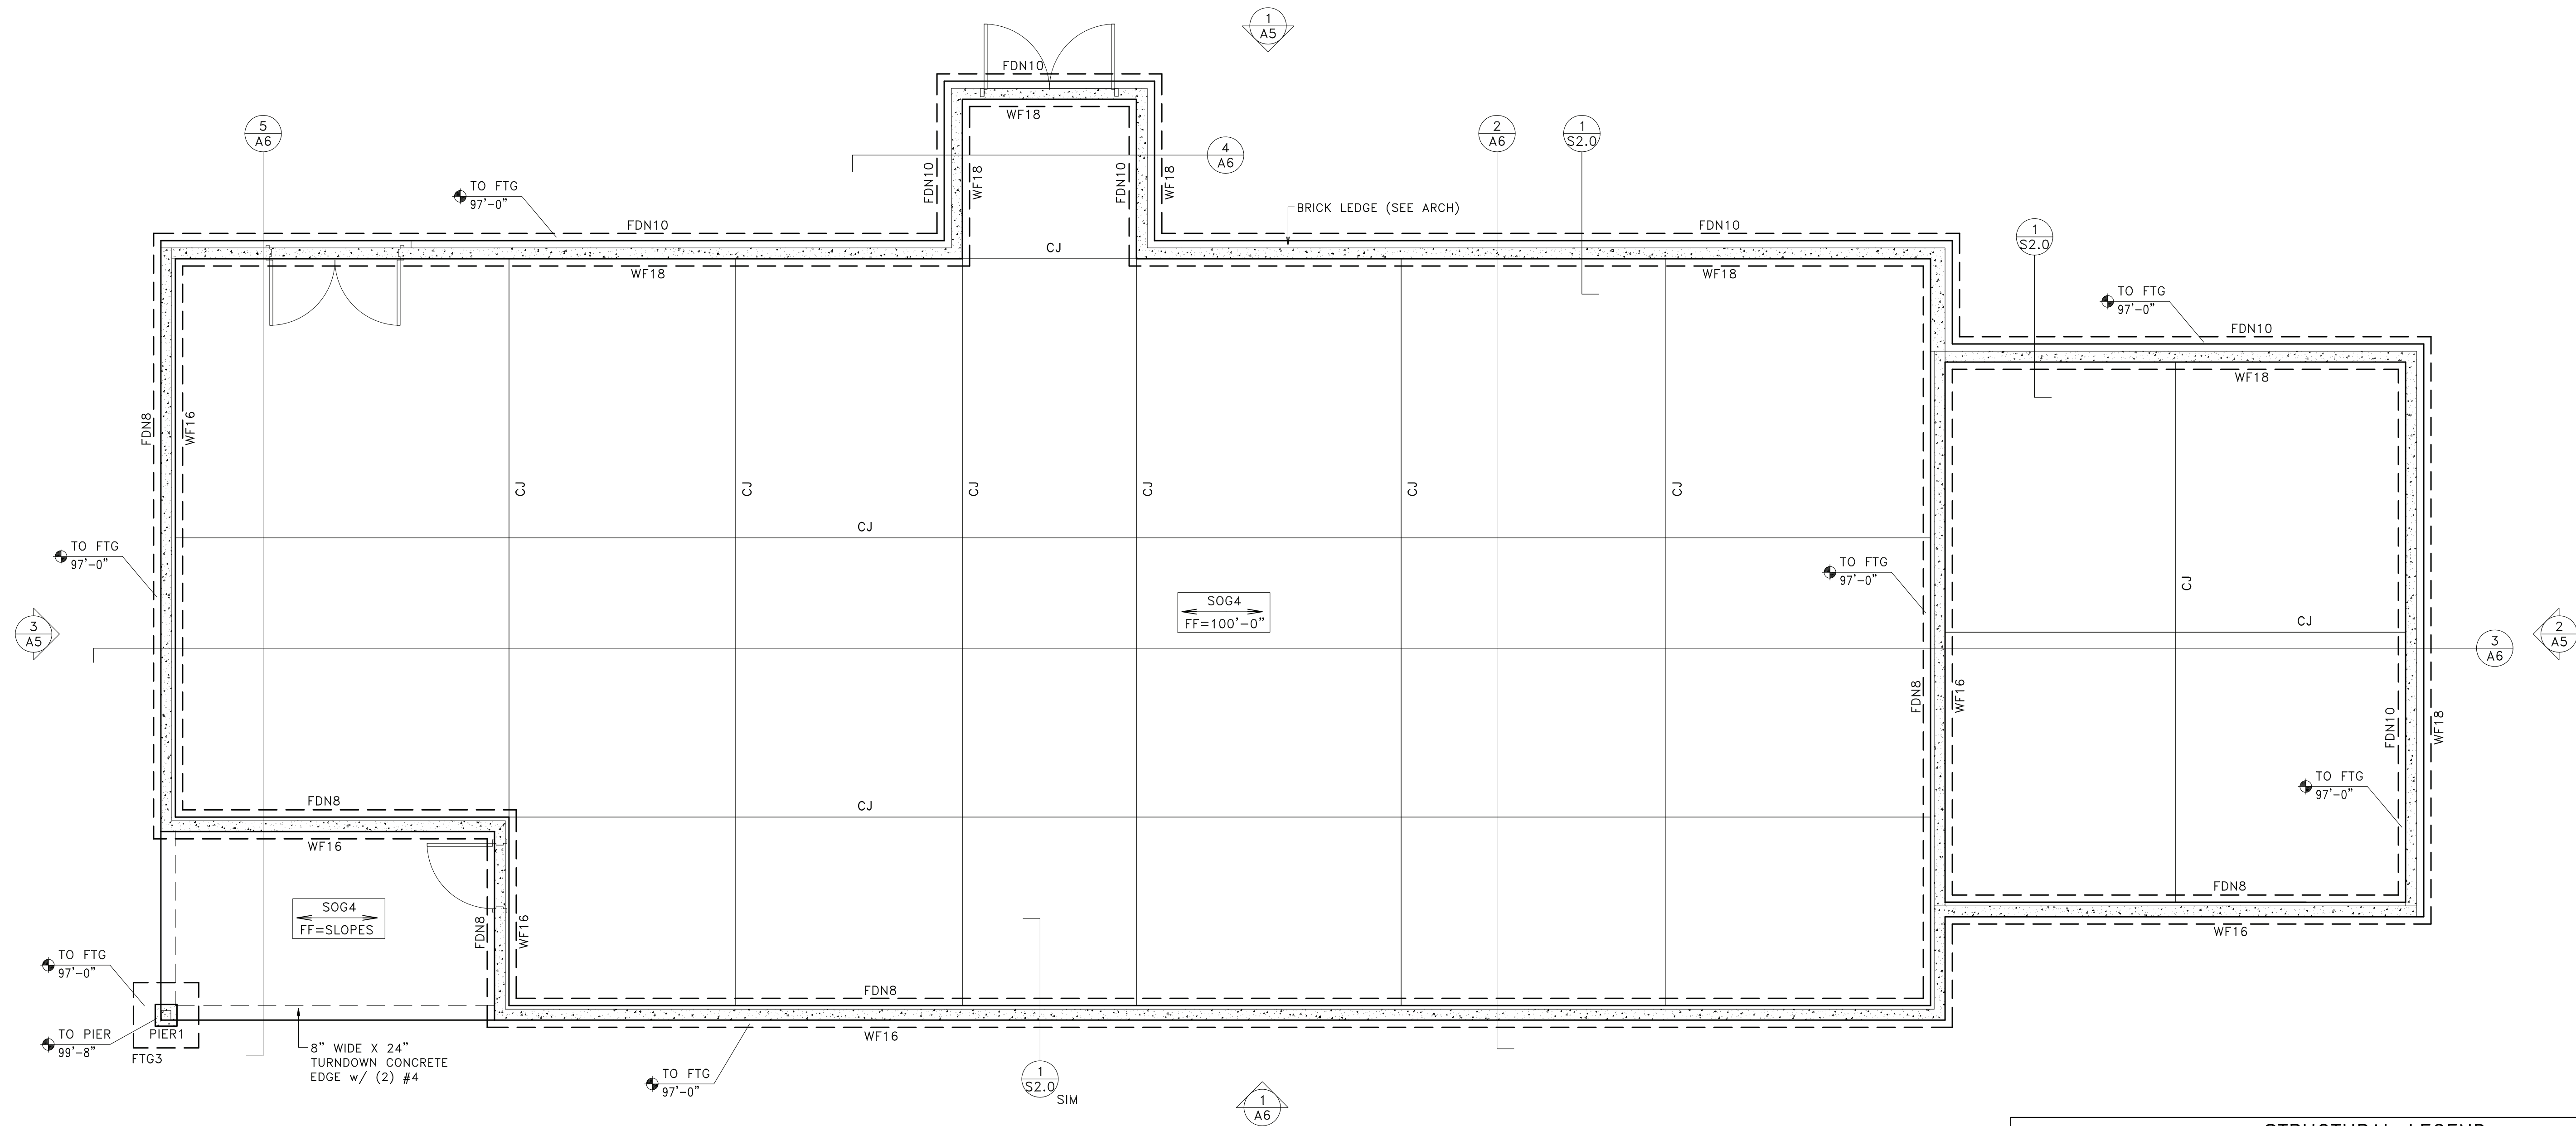 1
A5
FDN10
WF18
5
A6
2
A6
1
S2.0
4
A6
FDN10
WF18
FDN10
WF18
TO FTG
97'-0"
BRICK LEDGE (SEE ARCH)
FDN10
FDN10
1
S2.0
CJ
WF18
WF18
TO FTG
97'-0"
FDN10
WF18
FDN8
WF16
CJ
CJ
CJ
CJ
CJ
CJ
CJ
TO FTG
97'-0"
TO FTG
97'-0"
SOG4
FF=100'-0"
CJ
CJ
3
A5
2
A5
3
A6
FDN8
WF16
FDN10
WF18
TO FTG
97'-0"
FDN8
CJ
WF16
FDN8
SOG4
FF=SLOPES
FDN8
WF16
WF16
TO FTG
97'-0"
FDN8
PIER1
TO PIER
99'-8"
FTG3
WF16
8" WIDE X 24"
TURNDOWN CONCRETE
EDGE w/ (2) #4
TO FTG
97'-0"
1
S2.0
SIM
1
A6
STRUCTURAL LEGEND